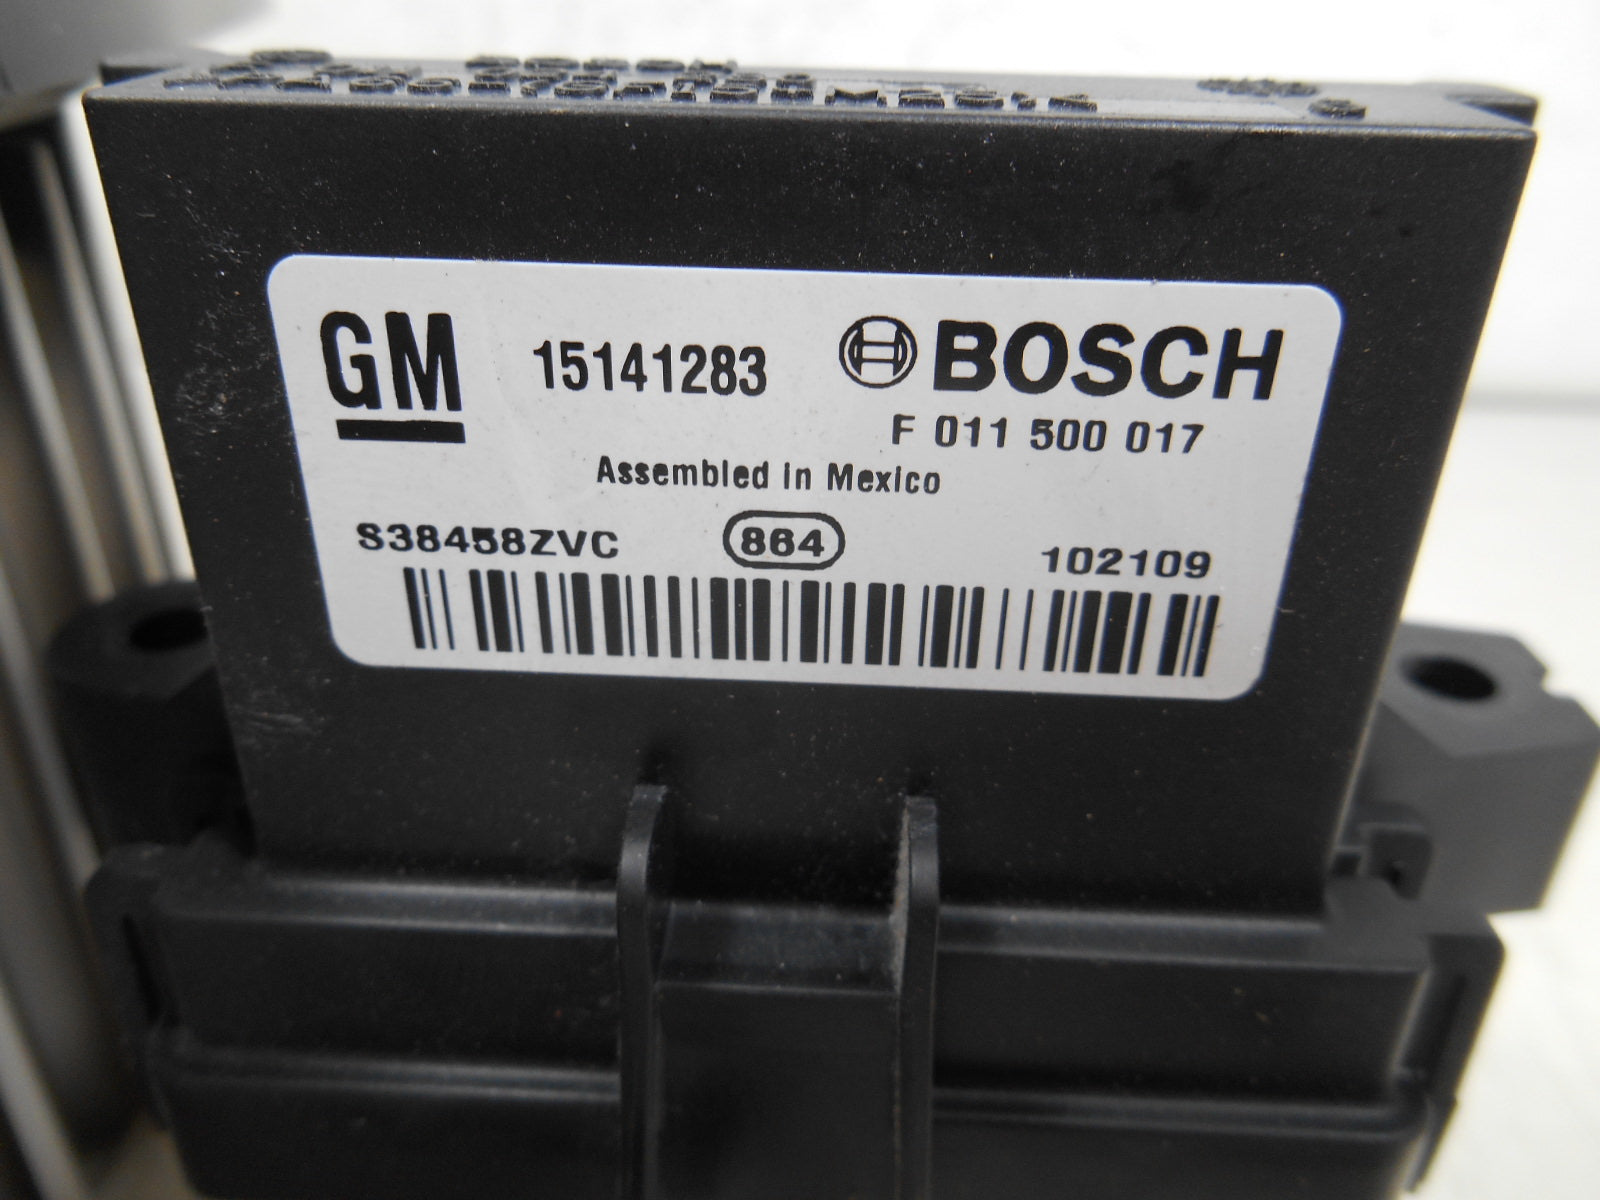 GM 15141283 BOSCH
F 011 500 017
Assembled in Mexico
S38458ZVC 864 102109